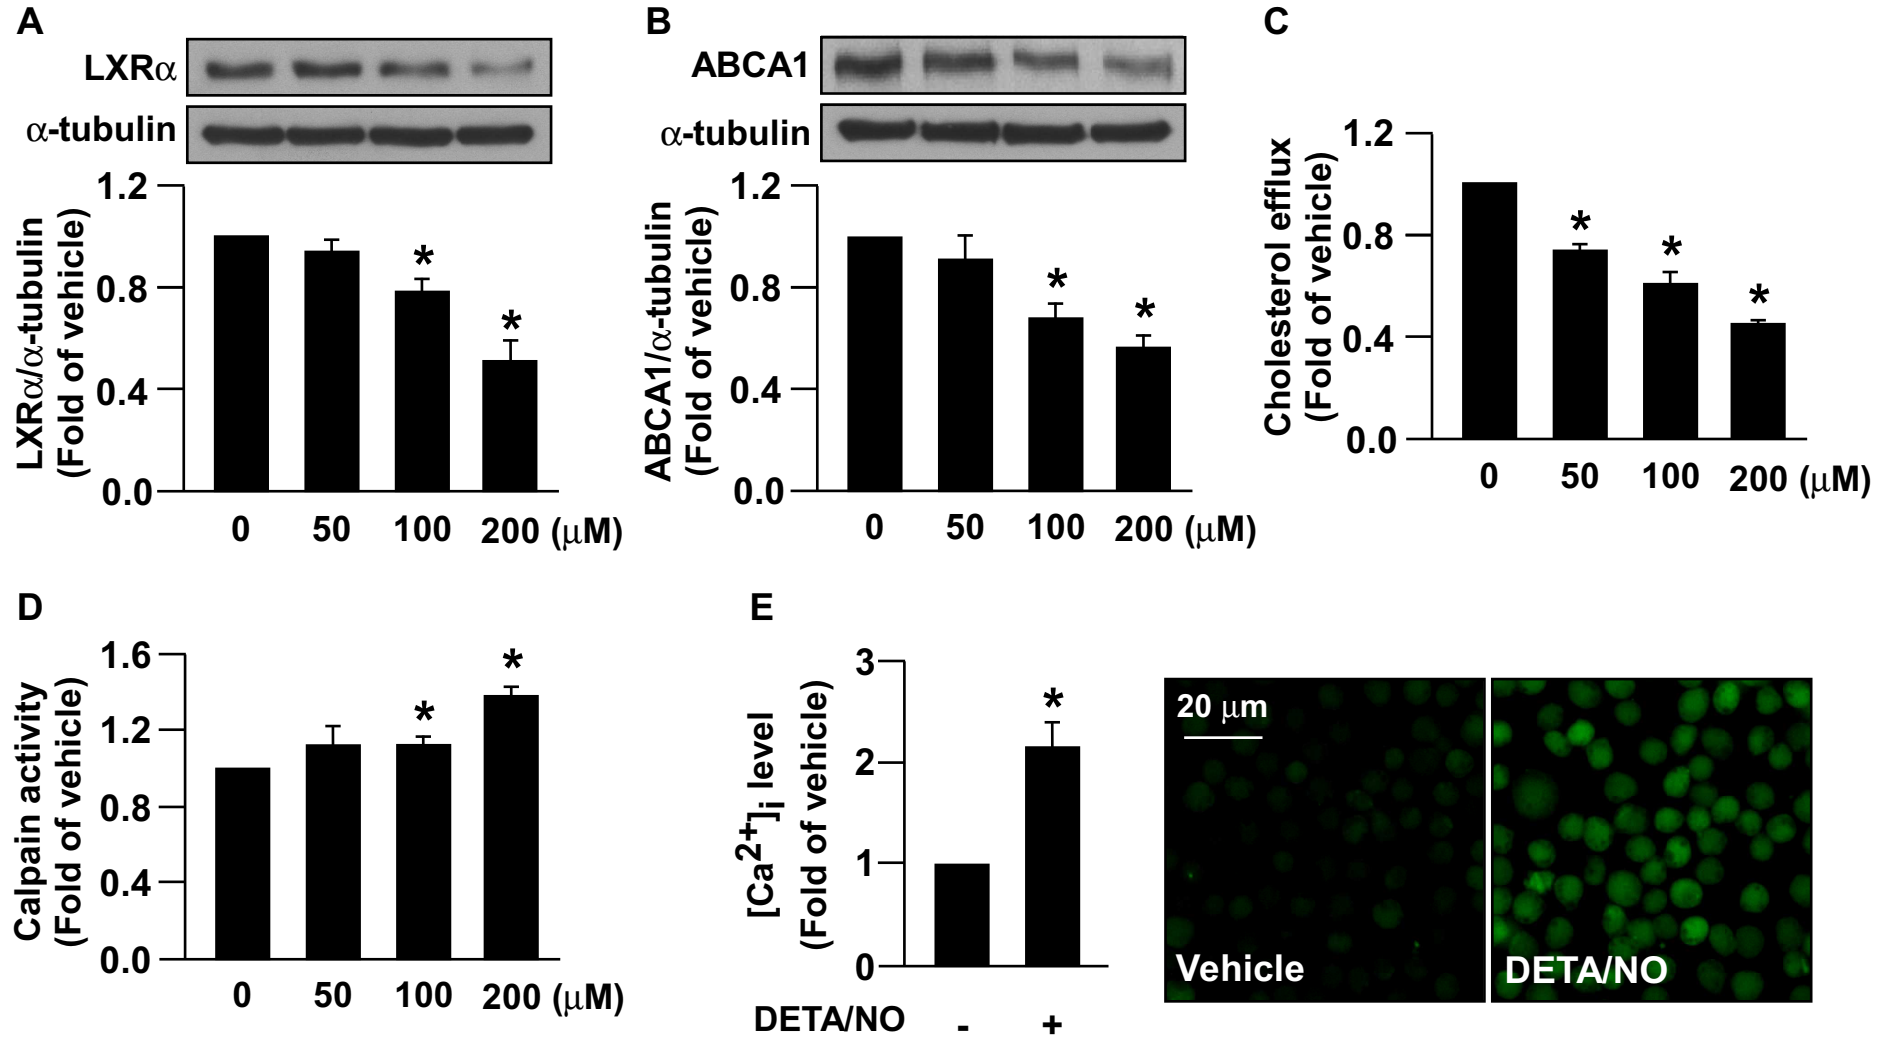 A
LXRα
α-tubulin
1.2
0.8
0.4
0.0
LXRα/α-tubulin
(Fold of vehicle)
*
*
0 50 100 200 (μM)
B
ABCA1
α-tubulin
1.2
0.8
0.4
0.0
ABCA1/α-tubulin
(Fold of vehicle)
*
*
0 50 100 200 (μM)
C
1.2
0.8
0.4
0.0
Cholesterol efflux
(Fold of vehicle)
*
*
*
0 50 100 200 (μM)
D
1.6
1.2
0.8
0.4
0.0
Calpain activity
(Fold of vehicle)
*
*
0 50 100 200 (μM)
E
3
2
1
0
[Ca²⁺]ᵢ level
(Fold of vehicle)
*
DETA/NO - +
20 μm
Vehicle
DETA/NO